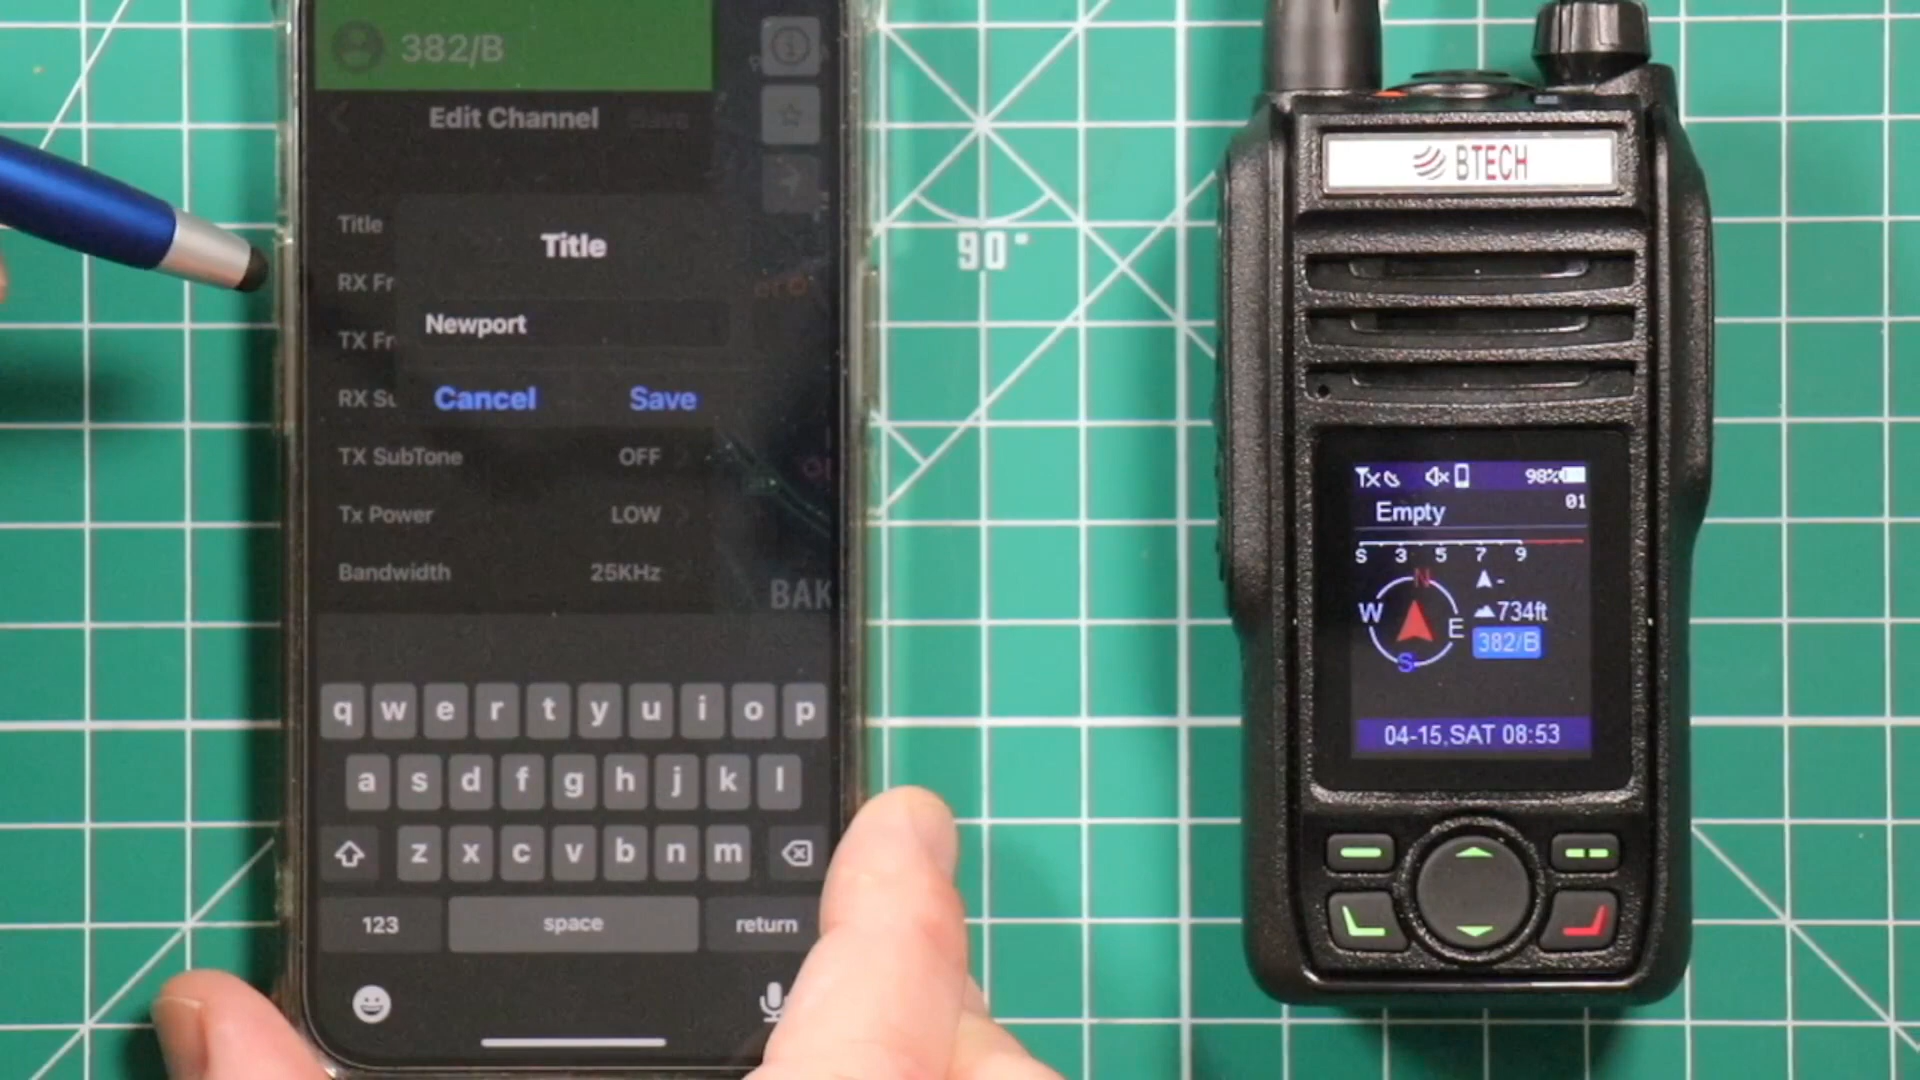 382/B
Edit Channel Save
Title
Title
RX Fr
Newport
TX Fr
RX Su
Cancel Save
TX SubTone OFF
Tx Power LOW
Bandwidth 25KHz
BAK
q w e r t y u i o p
a s d f g h j k l
z x c v b n m
123 space return
90°
BTECH
Tx 98%
01
Empty
S 3 5 7 9
N
W E S
-
734ft
382/B
04-15,SAT 08:53